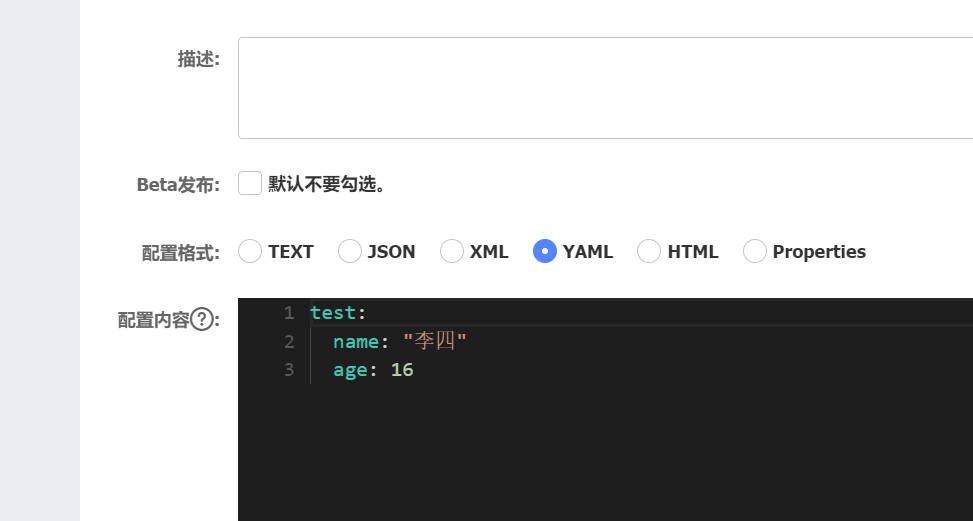 描述:
Beta发布: 默认不要勾选。
配置格式: TEXT JSON XML YAML HTML Properties
配置内容?: 1 test:
2 name: "李四"
3 age: 16